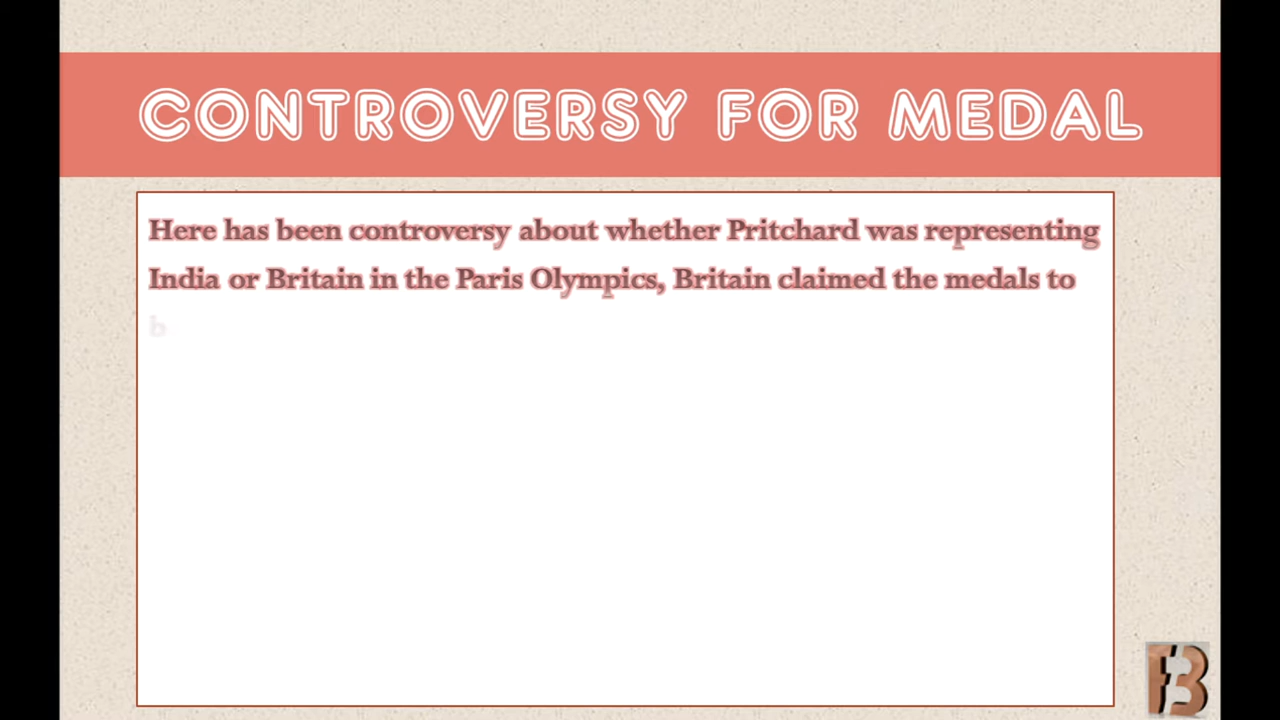 CONTROVERSY FOR MEDAL
Here has been controversy about whether Pritchard was representing
India or Britain in the Paris Olympics, Britain claimed the medals to
b